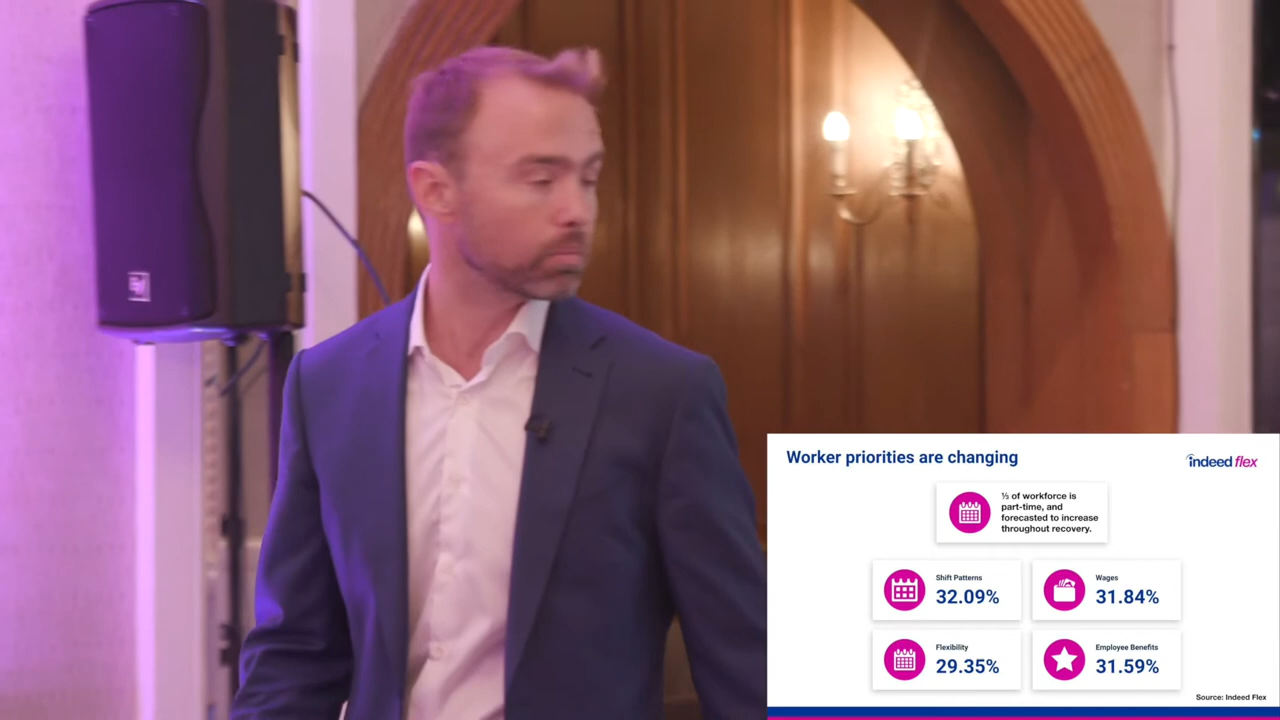 Worker priorities are changing
indeed flex
⅓ of workforce is
part-time, and
forecasted to increase
throughout recovery.
Shift Patterns
32.09%
Wages
31.84%
Flexibility
29.35%
Employee Benefits
31.59%
Source: Indeed Flex
EV